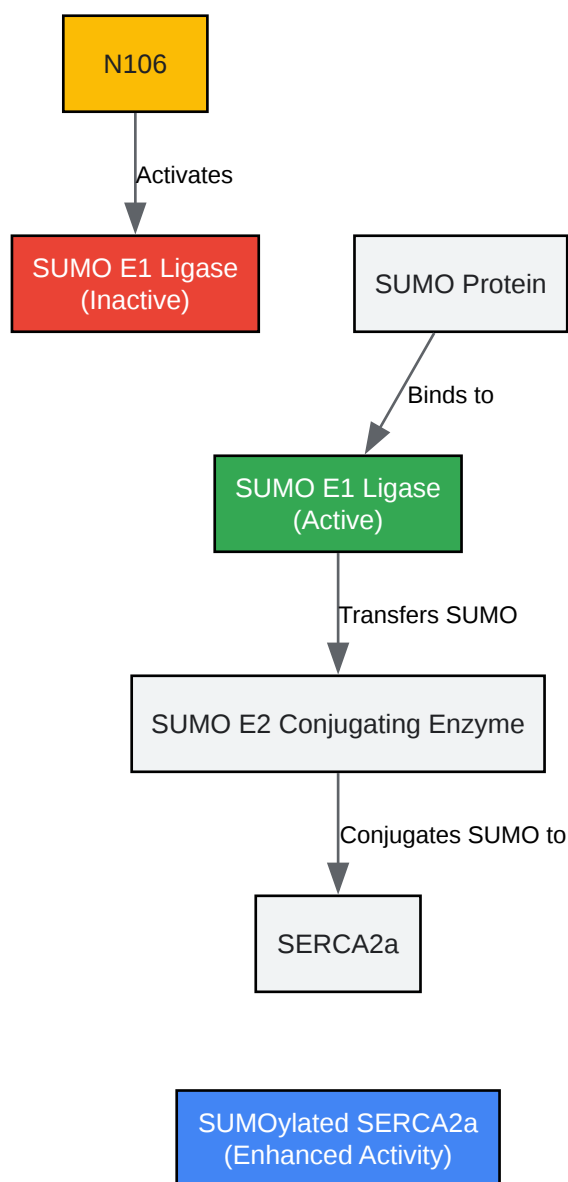 N106
Activates
SUMO E1 Ligase
(Inactive)
SUMO Protein
Binds to
SUMO E1 Ligase
(Active)
Transfers SUMO
SUMO E2 Conjugating Enzyme
Conjugates SUMO to
SERCA2a
SUMOylated SERCA2a
(Enhanced Activity)